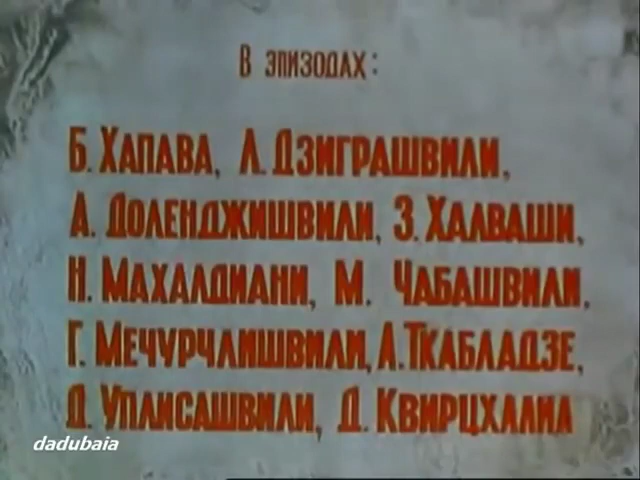 В ЭПИЗОДАХ:
Б. ХАПАВА, Л. ДЗИГРАШВИЛИ,
А. ДОЛЕНДЖИШВИЛИ, З. ХАЛВАШИ,
Н. МАХАЛДИАНИ, М. ЧАБАШВИЛИ,
Г. МЕЧУРЧЛИШВИЛИ, А. ТКАБЛАДЗЕ,
Д. УПЛИСАШВИЛИ, Д. КВИРЦХАЛИА
dadubaia